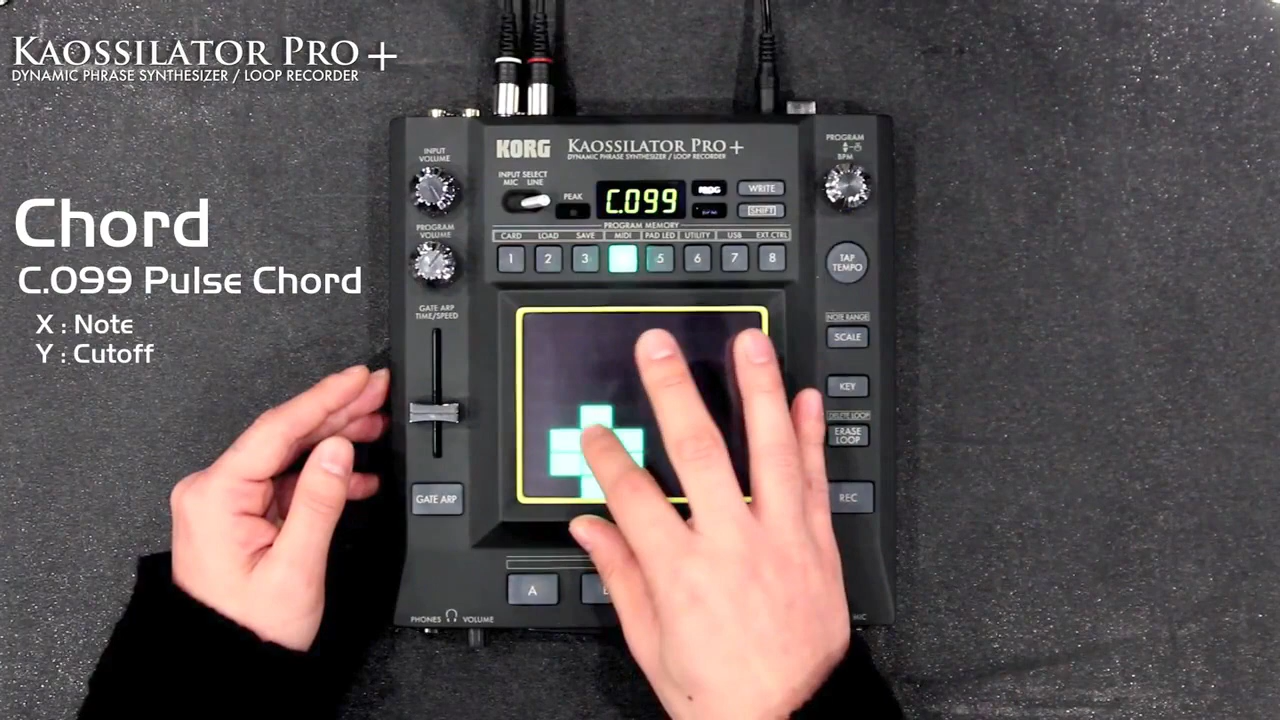 KAOSSILATOR PRO +
DYNAMIC PHRASE SYNTHESIZER / LOOP RECORDER
Chord
C.099 Pulse Chord
X : Note
Y : Cutoff
KORG KAOSSILATOR PRO +
DYNAMIC PHRASE SYNTHESIZER / LOOP RECORDER
INPUT VOLUME
INPUT SELECT
MIC LINE
PEAK
C.099
PROG
WRITE
SHIFT
PROGRAM
BPM
PROGRAM VOLUME
PROGRAM MEMORY
CARD LOAD SAVE MIDI PAD LED UTILITY USB EXT.CTRL
1 2 3 5 6 7 8
TAP TEMPO
GATE ARP
TIME/SPEED
NOTE RANGE
SCALE
KEY
DELETE LOOP
ERASE LOOP
GATE ARP
REC
A
PHONES VOLUME
MIC